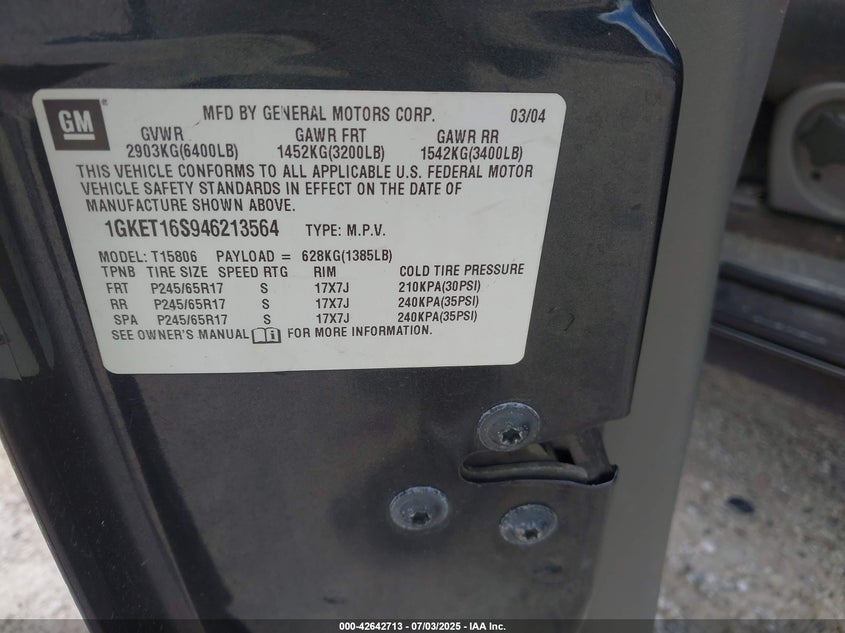 GM ®
MFD BY GENERAL MOTORS CORP. 03/04
GVWR GAWR FRT GAWR RR
2903KG(6400LB) 1452KG(3200LB) 1542KG(3400LB)
THIS VEHICLE CONFORMS TO ALL APPLICABLE U.S. FEDERAL MOTOR
VEHICLE SAFETY STANDARDS IN EFFECT ON THE DATE OF
MANUFACTURE SHOWN ABOVE.
1GKET16S946213564 TYPE: M.P.V.
MODEL: T15806 PAYLOAD = 628KG(1385LB)
TPNB TIRE SIZE SPEED RTG RIM COLD TIRE PRESSURE
FRT P245/65R17 S 17X7J 210KPA(30PSI)
RR P245/65R17 S 17X7J 240KPA(35PSI)
SPA P245/65R17 S 17X7J 240KPA(35PSI)
SEE OWNER'S MANUAL FOR MORE INFORMATION.
000-42642713 - 07/03/2025 - IAA Inc.